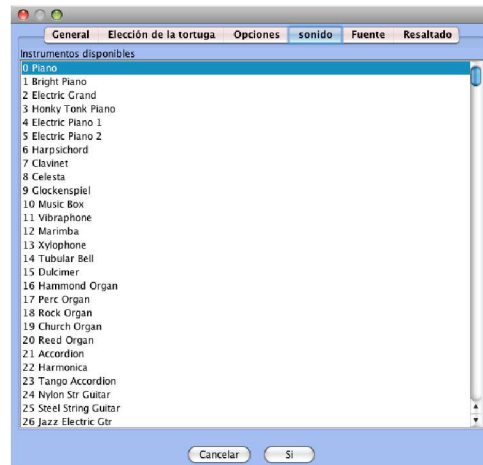 General Elección de la tortuga Opciones sonido Fuente Resaltado
Instrumentos disponibles
0 Piano
1 Bright Piano
2 Electric Grand
3 Honky Tonk Piano
4 Electric Piano 1
5 Electric Piano 2
6 Harpsichord
7 Clavinet
8 Celesta
9 Glockenspiel
10 Music Box
11 Vibraphone
12 Marimba
13 Xylophone
14 Tubular Bell
15 Dulcimer
16 Hammond Organ
17 Perc Organ
18 Rock Organ
19 Church Organ
20 Reed Organ
21 Accordion
22 Harmonica
23 Tango Accordion
24 Nylon Str Guitar
25 Steel String Guitar
26 Jazz Electric Gtr
Cancelar Si